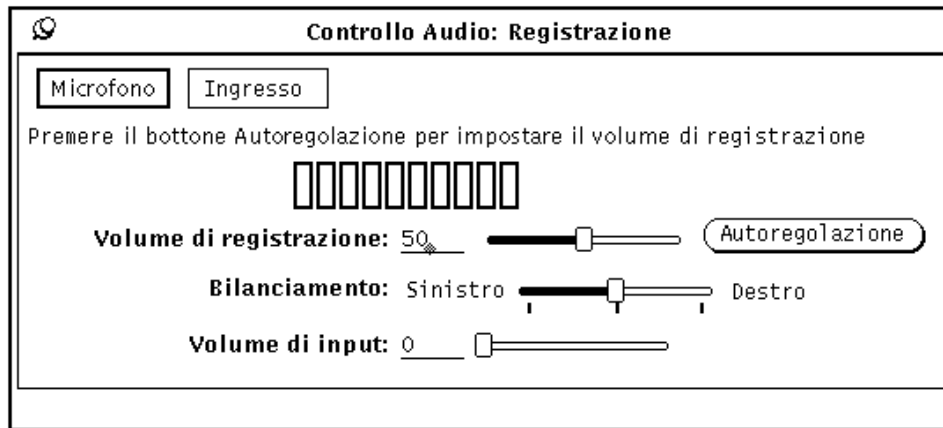 Controllo Audio: Registrazione
Microfono Ingresso
Premere il bottone Autoregolazione per impostare il volume di registrazione
Volume di registrazione: 50 Autoregolazione
Bilanciamento: Sinistro Destro
Volume di input: 0